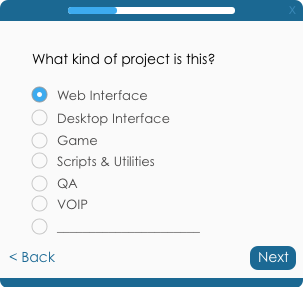 X
What kind of project is this?
Web Interface
Desktop Interface
Game
Scripts & Utilities
QA
VOIP
< Back
Next